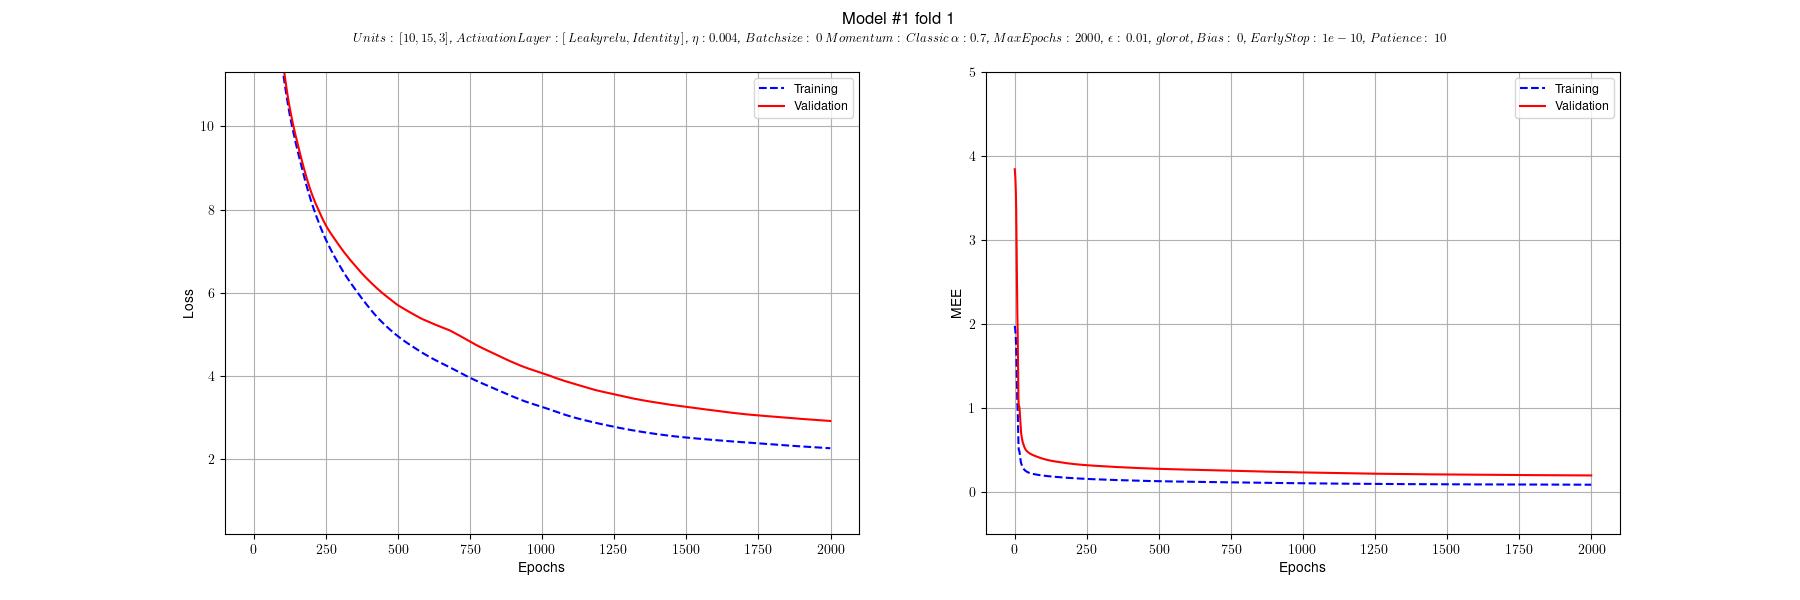 Model #1 fold 1
Units : [10, 15, 3], ActivationLayer : [ Leakyrelu, Identity ], η : 0.004, Batchsize : 0 Momentum : Classic α : 0.7, MaxEpochs : 2000, ϵ : 0.01, glorot, Bias : 0, EarlyStop : 1e − 10, Patience : 10
Training
Validation
10
8
6
4
2
Loss
0 250 500 750 1000 1250 1500 1750 2000
Epochs
Training
Validation
5
4
3
2
1
0
MEE
0 250 500 750 1000 1250 1500 1750 2000
Epochs